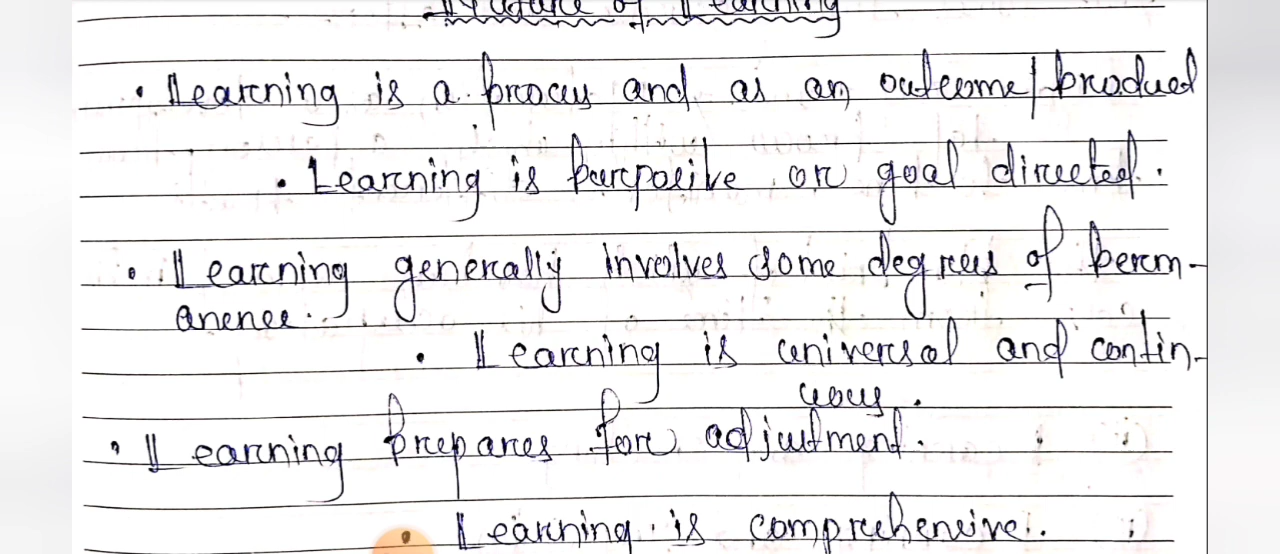 Nature of Learning
• Learning is a process and as an outcome/product
• Learning is purposive or goal directed.
• Learning generally involves some degrees of perm-
anence.
• Learning is universal and contin-
uous.
• Learning prepares for adjustment.
• Learning is comprehensive.